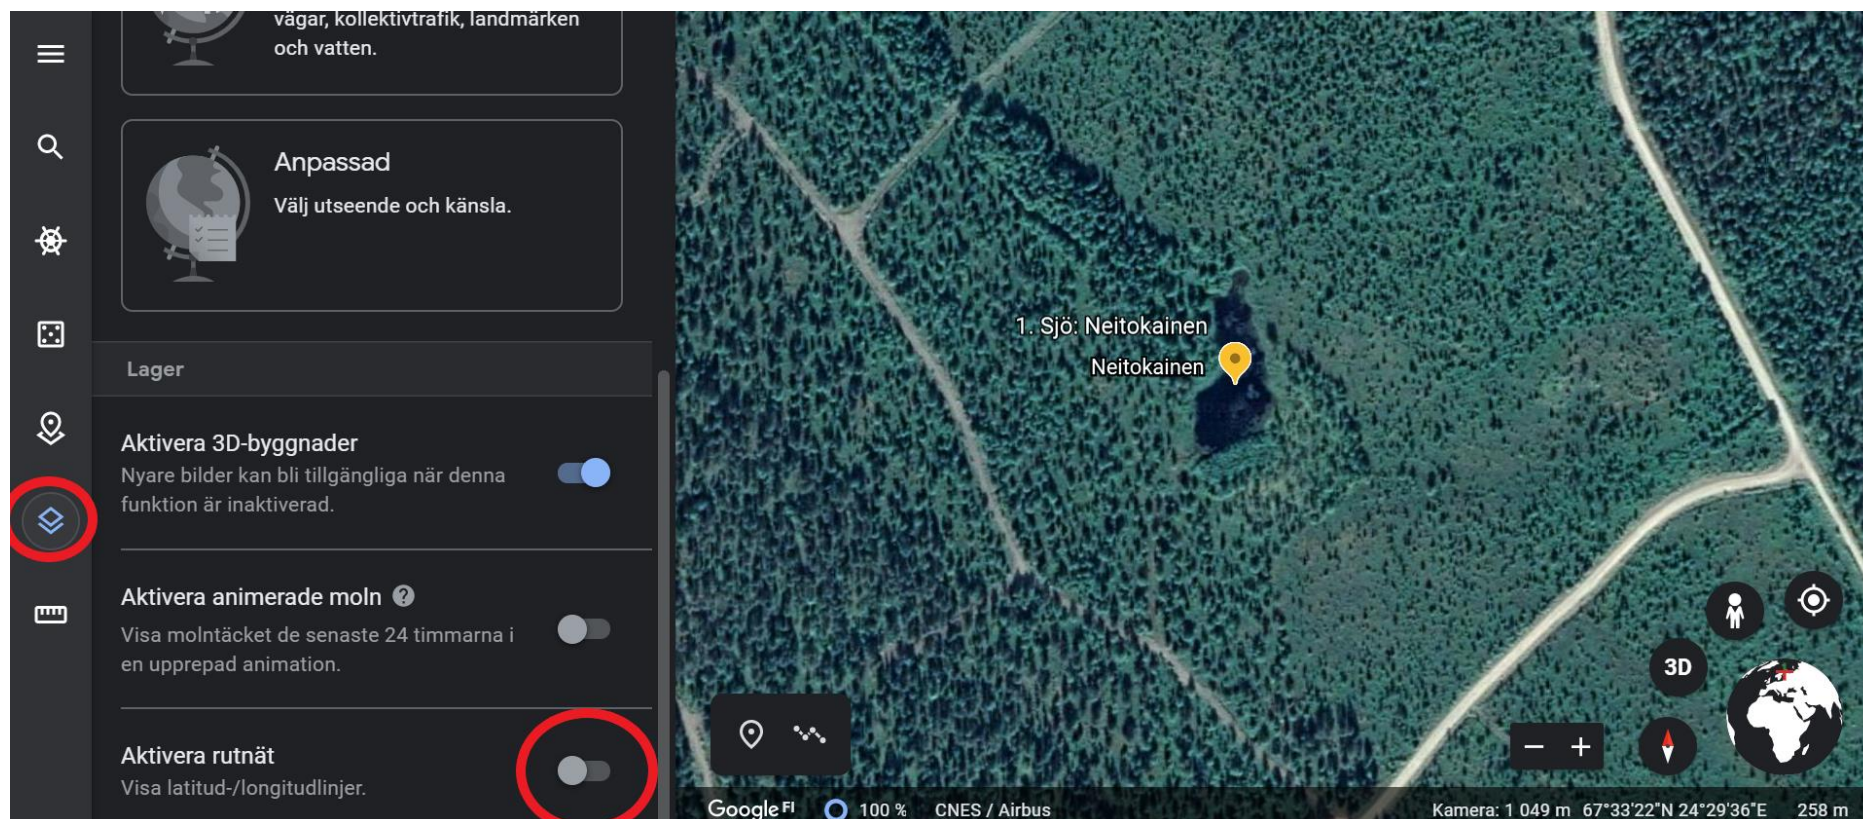 vägar, kollektivtrafik, landmärken
och vatten.
Anpassad
Välj utseende och känsla.
Lager
Aktivera 3D-byggnader
Nyare bilder kan bli tillgängliga när denna
funktion är inaktiverad.
Aktivera animerade moln ?
Visa molntäcket de senaste 24 timmarna i
en upprepad animation.
Aktivera rutnät
Visa latitud-/longitudlinjer.
1. Sjö: Neitokainen
Neitokainen
3D
Google FI 100 % CNES / Airbus Kamera: 1 049 m 67°33'22"N 24°29'36"E 258 m